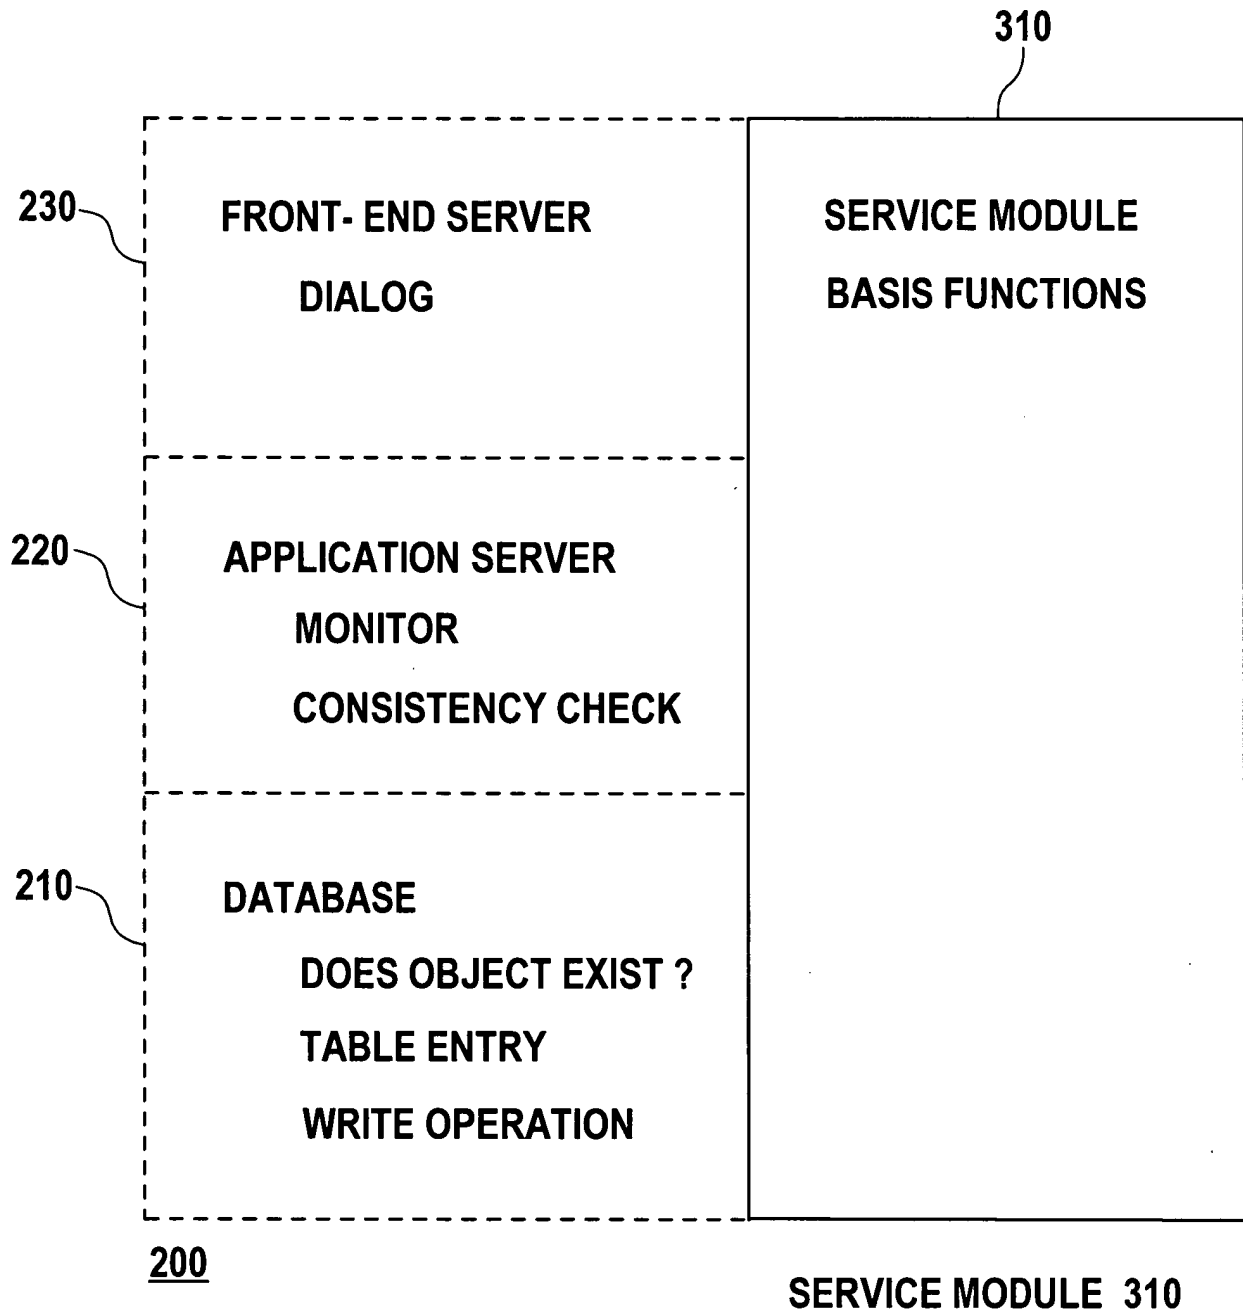 310
230
FRONT- END SERVER
DIALOG
SERVICE MODULE
BASIS FUNCTIONS
220
APPLICATION SERVER
MONITOR
CONSISTENCY CHECK
210
DATABASE
DOES OBJECT EXIST ?
TABLE ENTRY
WRITE OPERATION
200
SERVICE MODULE 310